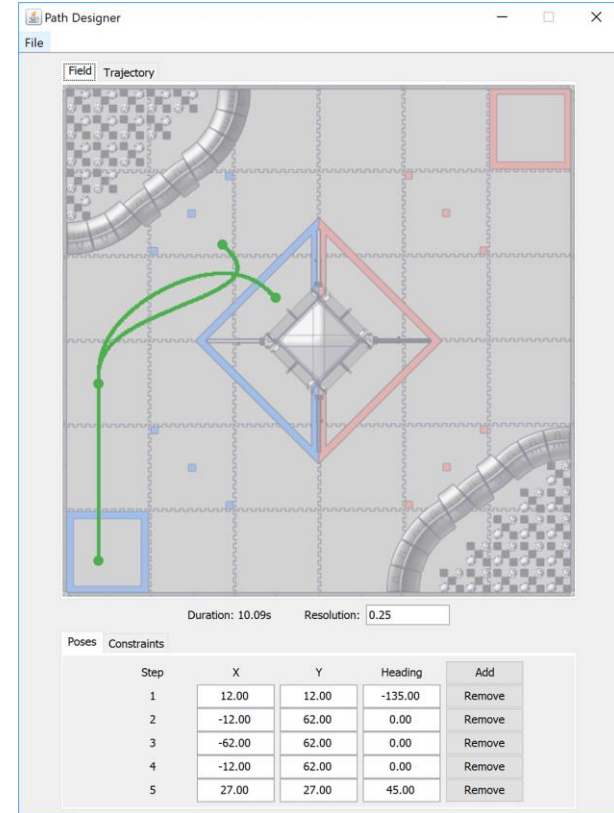 Path Designer
File
Field Trajectory
Duration: 10.09s Resolution: 0.25
Poses Constraints
Step X Y Heading Add
1 12.00 12.00 -135.00 Remove
2 -12.00 62.00 0.00 Remove
3 -62.00 62.00 0.00 Remove
4 -12.00 62.00 0.00 Remove
5 27.00 27.00 45.00 Remove